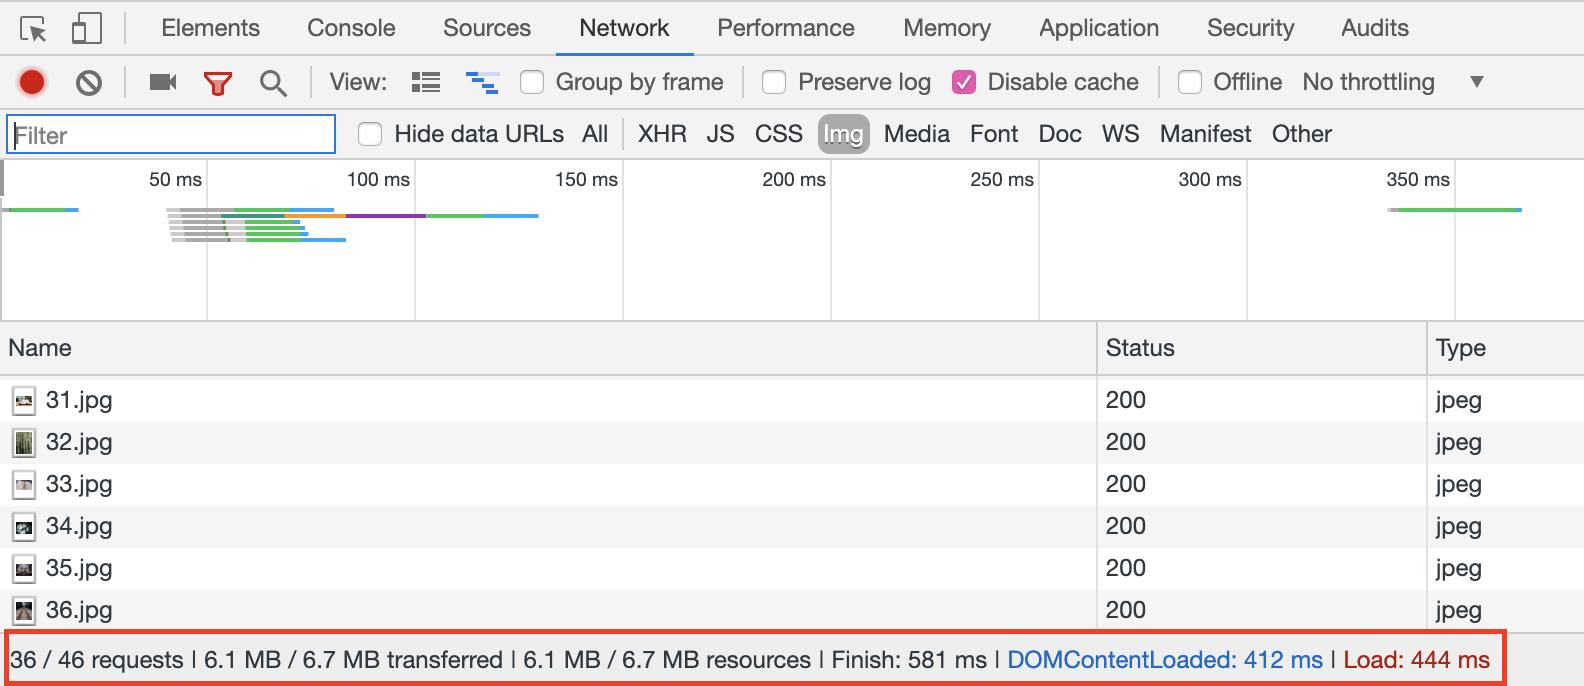 Elements Console Sources Network Performance Memory Application Security Audits
View: Group by frame Preserve log Disable cache Offline No throttling
Filter Hide data URLs All XHR JS CSS Img Media Font Doc WS Manifest Other
50 ms 100 ms 150 ms 200 ms 250 ms 300 ms 350 ms
Name Status Type
31.jpg 200 jpeg
32.jpg 200 jpeg
33.jpg 200 jpeg
34.jpg 200 jpeg
35.jpg 200 jpeg
36.jpg 200 jpeg
36 / 46 requests | 6.1 MB / 6.7 MB transferred | 6.1 MB / 6.7 MB resources | Finish: 581 ms | DOMContentLoaded: 412 ms | Load: 444 ms